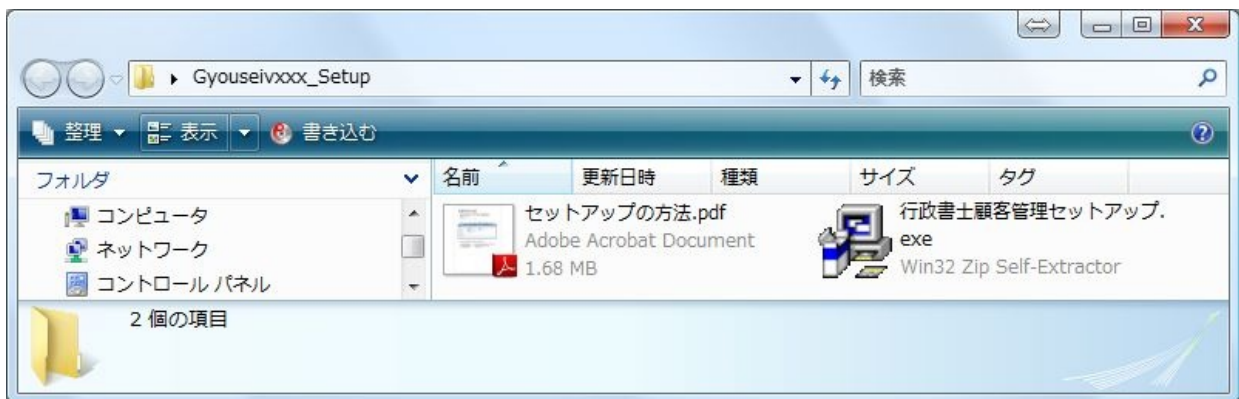 Gyouseivxxx_Setup
検索
整理 表示 書き込む
フォルダ
名前 更新日時 種類 サイズ タグ
コンピュータ
ネットワーク
コントロール パネル
セットアップの方法.pdf
Adobe Acrobat Document
1.68 MB
行政書士顧客管理セットアップ.
exe
Win32 Zip Self-Extractor
2 個の項目